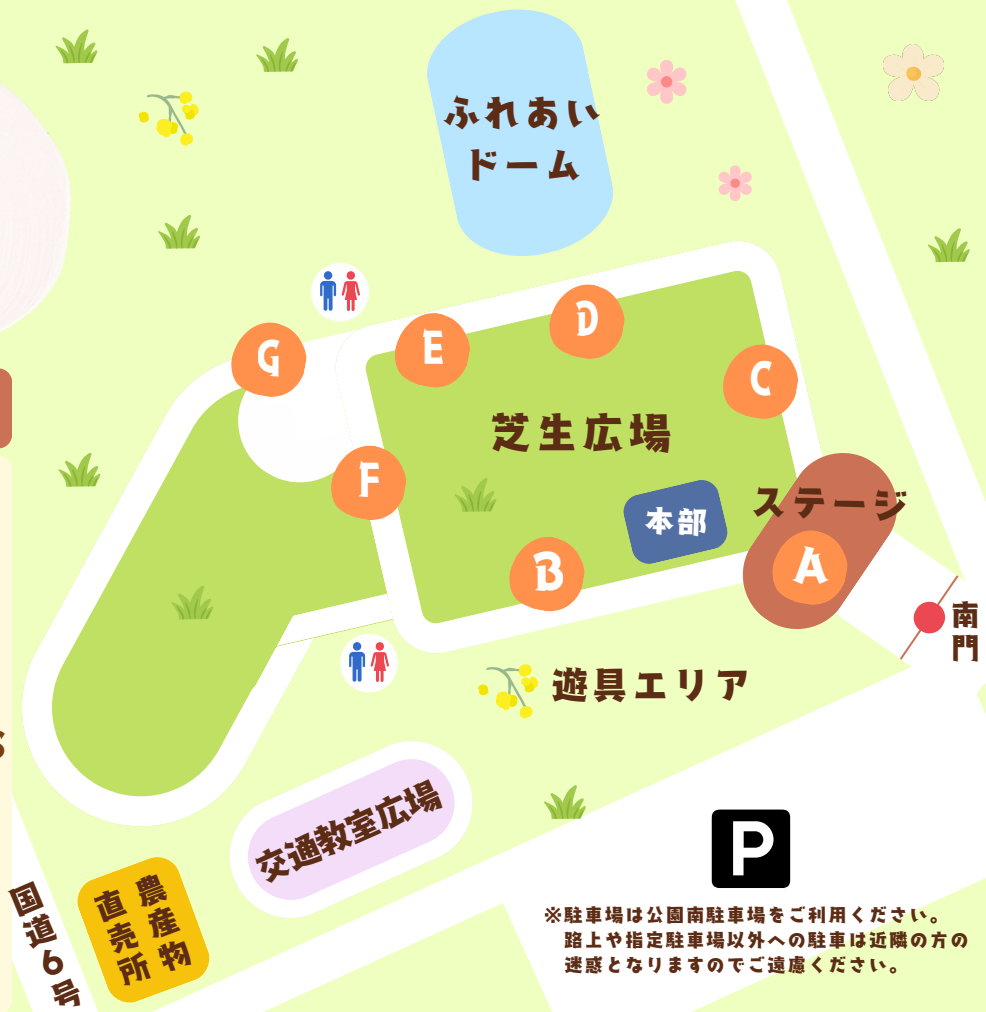 ふれあい
ドーム
G
E
D
C
芝生広場
F
本部
ステージ
B
A
南
門
遊具エリア
交通教室広場
国道6号
農産物
直売所
P
※駐車場は公園南駐車場をご利用ください。
路上や指定駐車場以外への駐車は近隣の方の
迷惑となりますのでご遠慮ください。